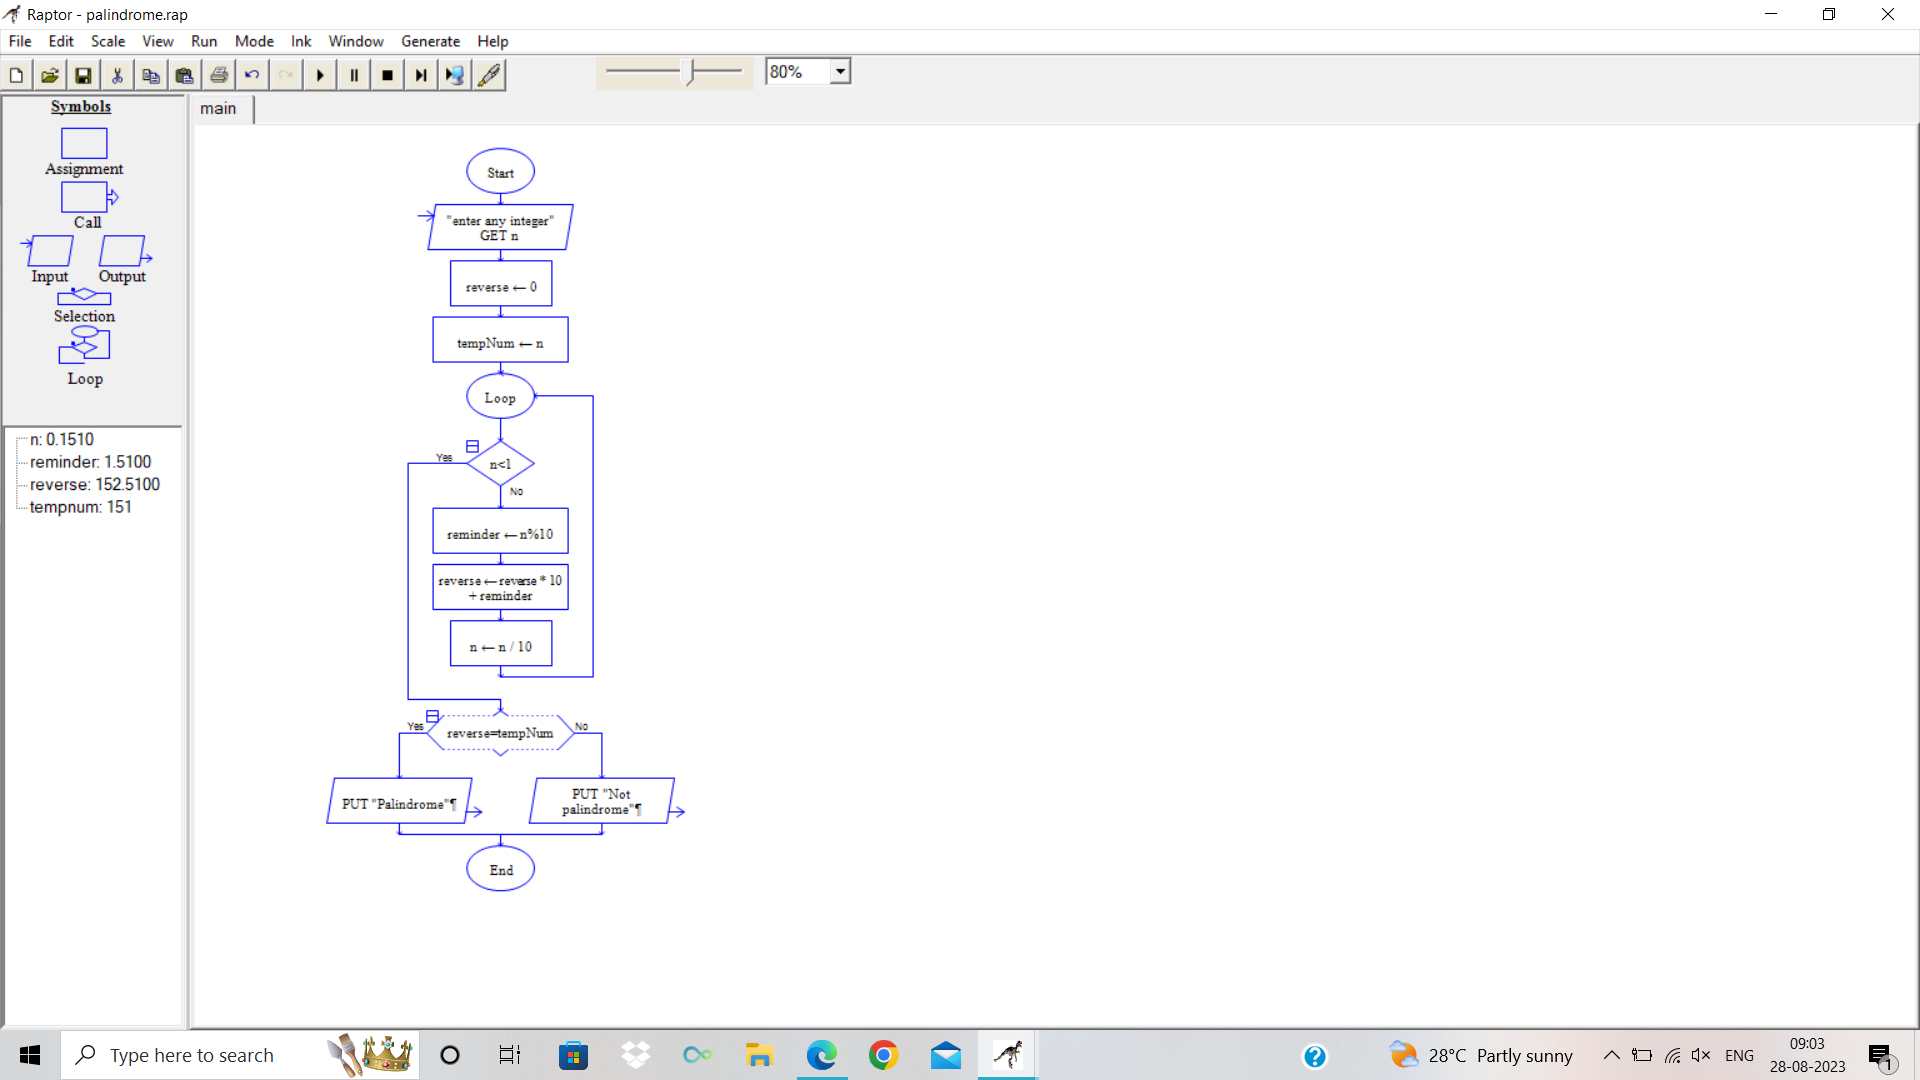 Raptor - palindrome.rap
File Edit Scale View Run Mode Ink Window Generate Help
80%
Symbols
Assignment
Call
Input Output
Selection
Loop
n: 0.1510
reminder: 1.5100
reverse: 152.5100
tempnum: 151
main
Start
"enter any integer"
GET n
reverse ← 0
tempNum ← n
Loop
Yes
n<1
No
reminder ← n%10
reverse ← reverse * 10
+ reminder
n ← n / 10
Yes
reverse=tempNum
No
PUT "Palindrome"¶
PUT "Not
palindrome"¶
End
Type here to search
28°C Partly sunny
ENG
09:03
28-08-2023
1